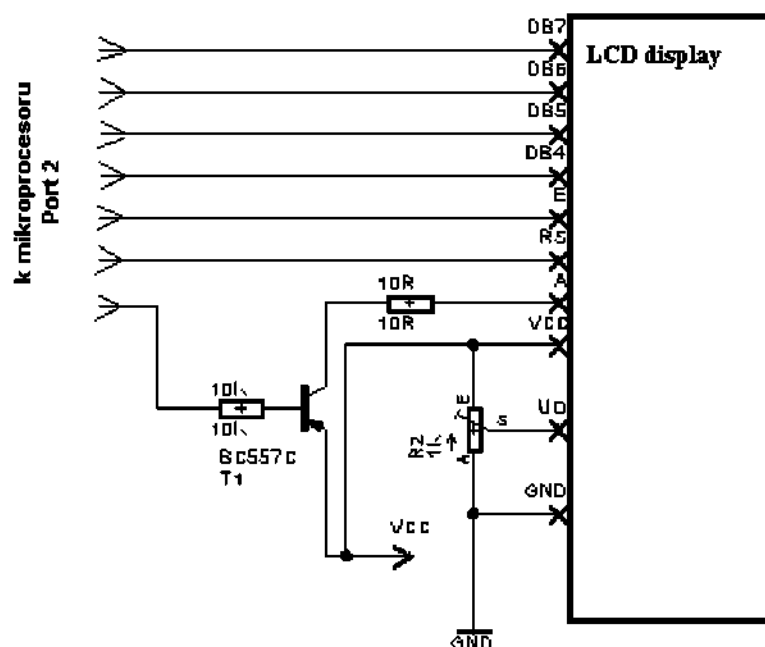 DB7
LCD display
DB6
DB5
DB4
E
RS
A
VCC
U0
GND
k mikroprocesoru
Port 2
10R
10R
10k
10k
BC557C
T1
E
S
A
R2
1k
VCC
GND